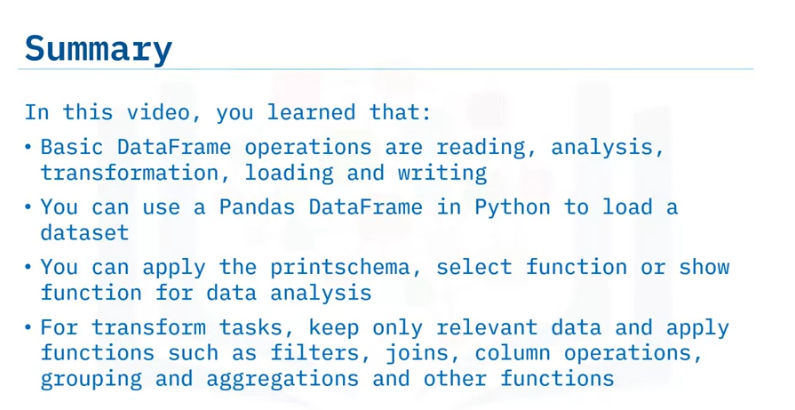 Summary
In this video, you learned that:
• Basic DataFrame operations are reading, analysis,
transformation, loading and writing
• You can use a Pandas DataFrame in Python to load a
dataset
• You can apply the printschema, select function or show
function for data analysis
• For transform tasks, keep only relevant data and apply
functions such as filters, joins, column operations,
grouping and aggregations and other functions